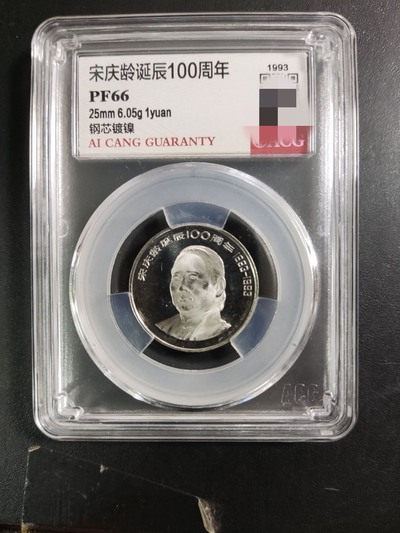 宋庆龄诞辰100周年
1993
PF66
25mm 6.05g 1yuan
钢芯镀镍
AI CANG GUARANTY
CACG
宋庆龄诞辰100周年 1893-1993